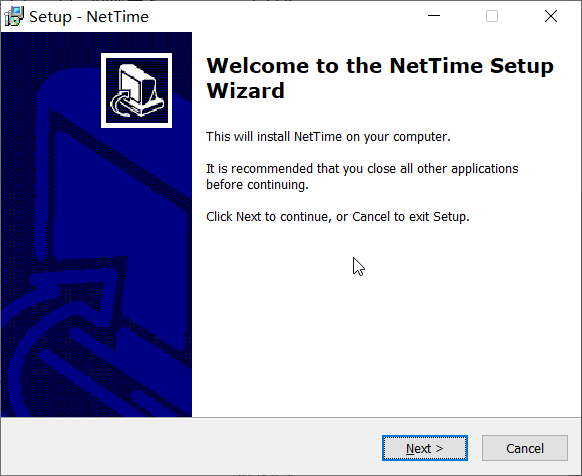 Setup - NetTime
Welcome to the NetTime Setup
Wizard
This will install NetTime on your computer.
It is recommended that you close all other applications
before continuing.
Click Next to continue, or Cancel to exit Setup.
Next >
Cancel